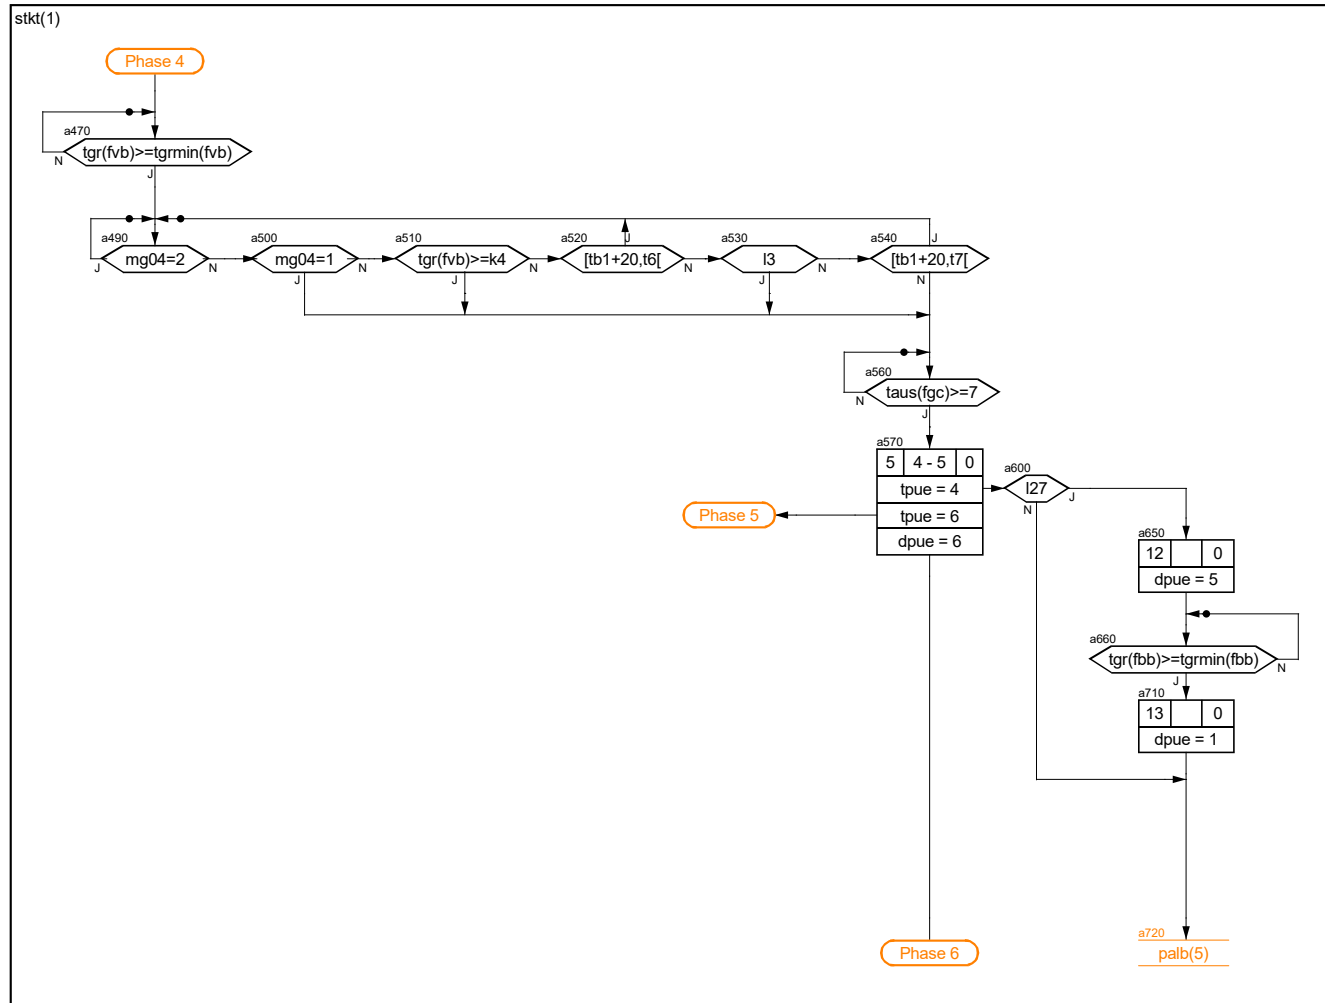 stkt(1)
Phase 4
a470
tgr(fvb)>=tgrmin(fvb)
N
J
a490
mg04=2
J
N
a500
mg04=1
N
J
a510
tgr(fvb)>=k4
N
J
a520
[tb1+20,t6[
J
N
a530
l3
N
J
a540
[tb1+20,t7[
J
N
a560
taus(fgc)>=7
N
J
a570
5 4 - 5 0
tpue = 4
tpue = 6
dpue = 6
Phase 5
a600
l27
N
J
a650
12 0
dpue = 5
a660
tgr(fbb)>=tgrmin(fbb)
N
J
a710
13 0
dpue = 1
Phase 6
a720
palb(5)